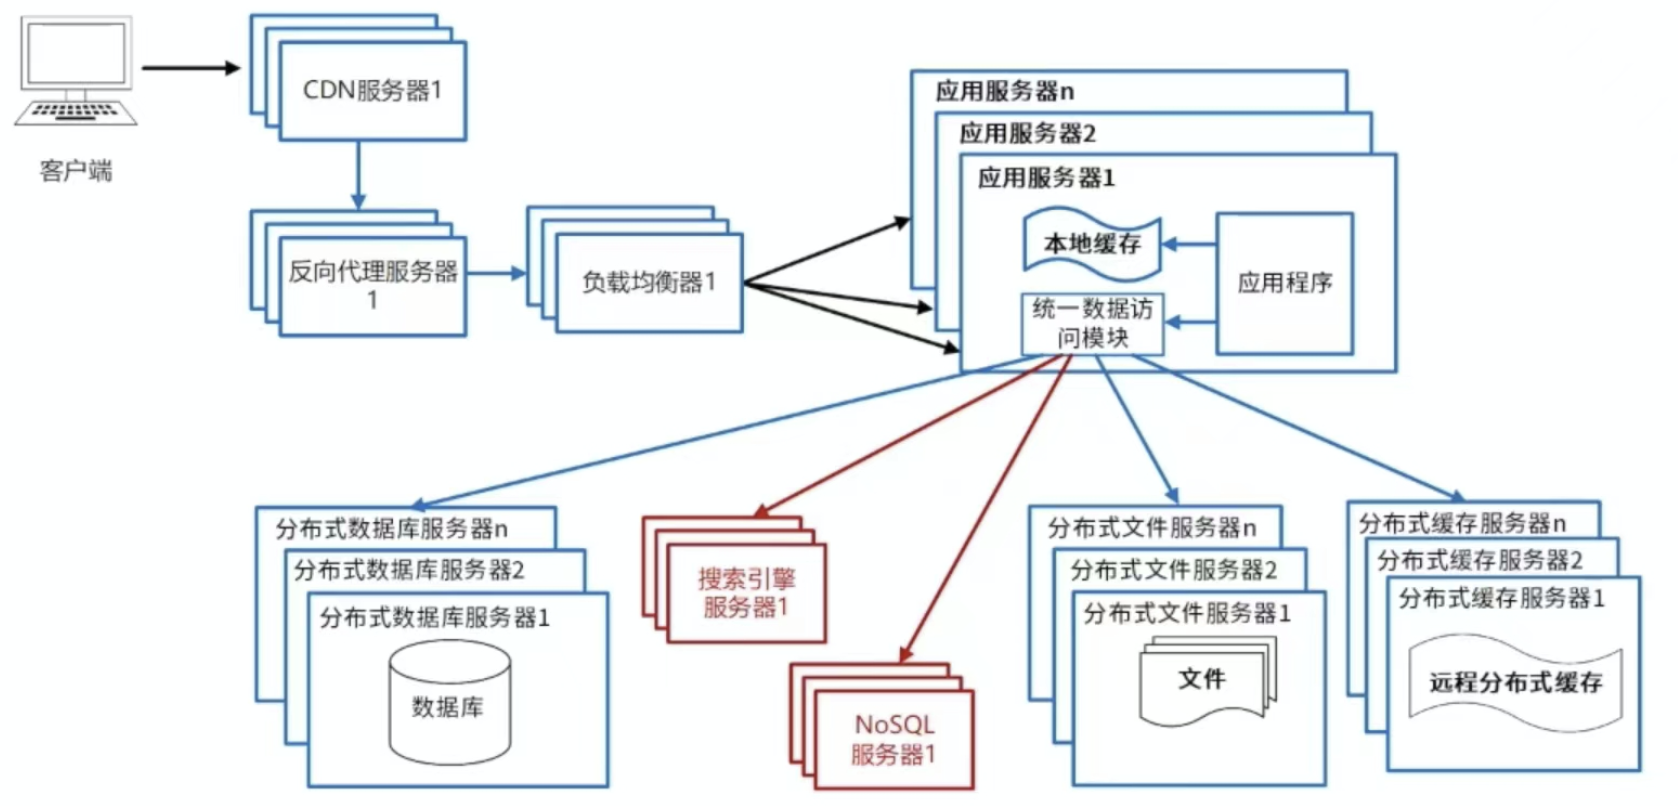 客户端
CDN服务器1
反向代理服务器
1
负载均衡器1
应用服务器n
应用服务器2
应用服务器1
本地缓存
应用程序
统一数据访
问模块
分布式数据库服务器n
分布式数据库服务器2
分布式数据库服务器1
数据库
搜索引擎
服务器1
NoSQL
服务器1
分布式文件服务器n
分布式文件服务器2
分布式文件服务器1
文件
分布式缓存服务器n
分布式缓存服务器2
分布式缓存服务器1
远程分布式缓存